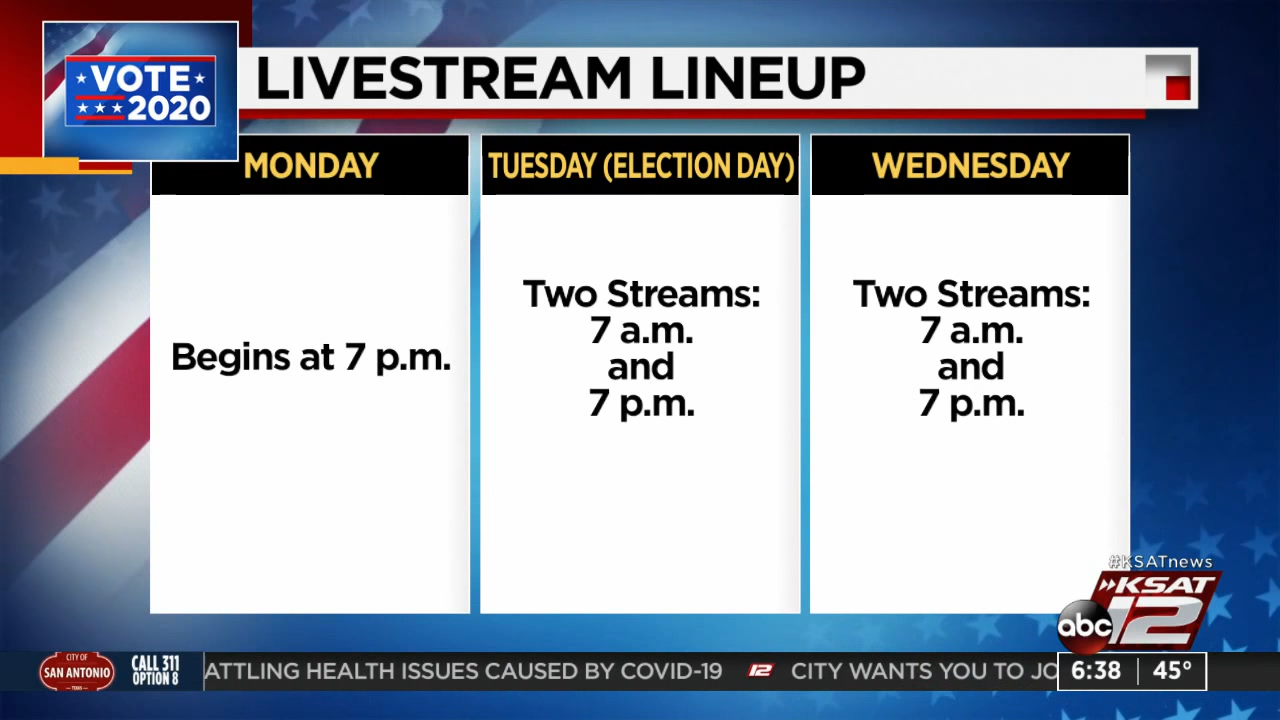 VOTE
2020
LIVESTREAM LINEUP
MONDAY
Begins at 7 p.m.
TUESDAY (ELECTION DAY)
Two Streams:
7 a.m.
and
7 p.m.
WEDNESDAY
Two Streams:
7 a.m.
and
7 p.m.
#KSATnews
KSAT
abc 12
CITY OF
SAN ANTONIO
TEXAS
CALL 311
OPTION 8
ATTLING HEALTH ISSUES CAUSED BY COVID-19 12 CITY WANTS YOU TO JO
6:38 45°